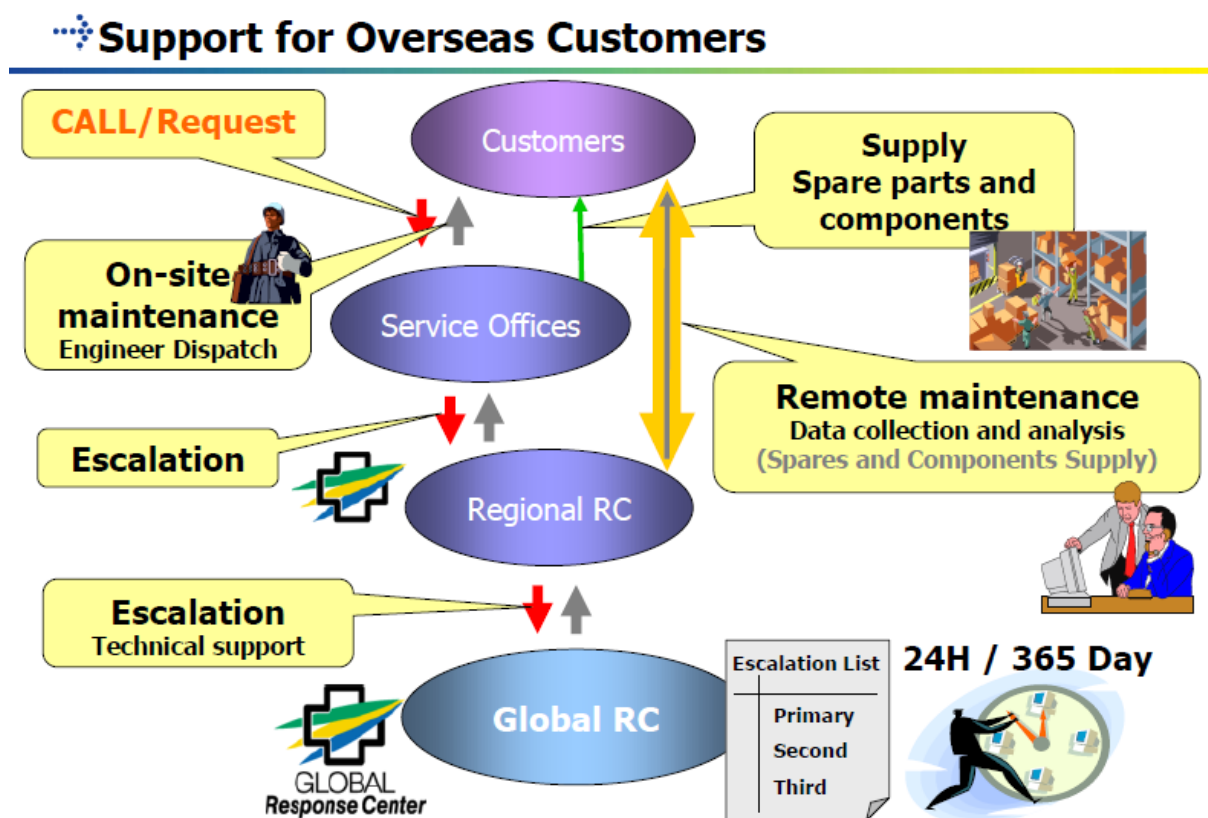 Support for Overseas Customers
CALL/Request
Customers
Supply
Spare parts and
components
On-site
maintenance
Engineer Dispatch
Service Offices
Remote maintenance
Data collection and analysis
(Spares and Components Supply)
Escalation
Regional RC
Escalation
Technical support
Global RC
Escalation List
Primary
Second
Third
24H / 365 Day
GLOBAL
Response Center